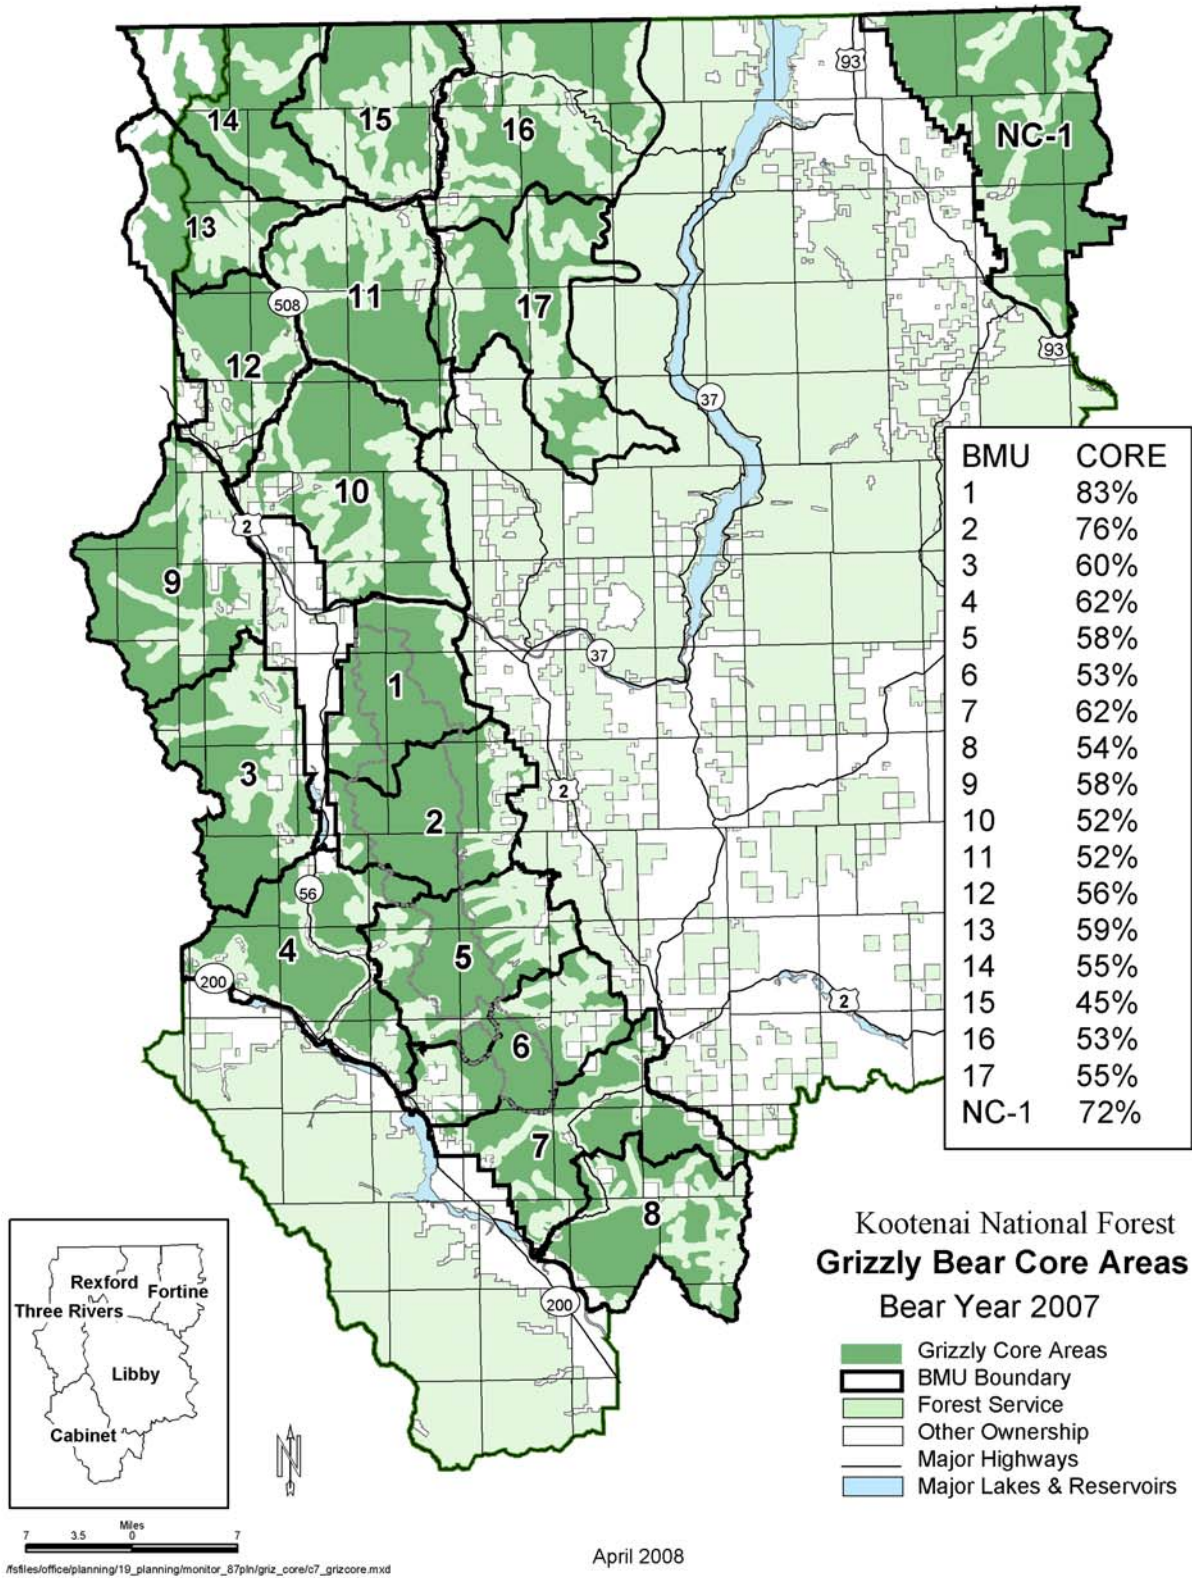 93
14
15
16
NC-1
13
11
508
17
12
93
37
10
2
9
37
1
3
2
2
56
4
5
200
2
6
7
8
200
BMU CORE
1 83%
2 76%
3 60%
4 62%
5 58%
6 53%
7 62%
8 54%
9 58%
10 52%
11 52%
12 56%
13 59%
14 55%
15 45%
16 53%
17 55%
NC-1 72%
Kootenai National Forest
Grizzly Bear Core Areas
Bear Year 2007
Grizzly Core Areas
BMU Boundary
Forest Service
Other Ownership
Major Highways
Major Lakes & Reservoirs
Rexford
Fortine
Three Rivers
Libby
Cabinet
N
Miles
7 3.5 0 7
/fsfiles/office/planning/19_planning/monitor_87pln/griz_core/c7_grizcore.mxd
April 2008